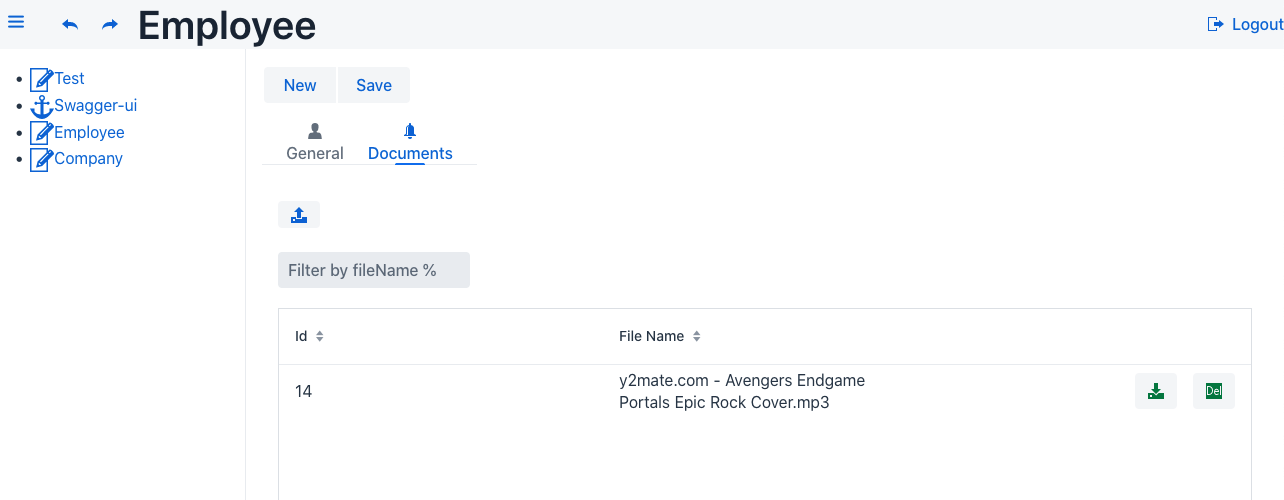 Employee
Logout
Test
Swagger-ui
Employee
Company
New
Save
General
Documents
Filter by fileName %
Id
File Name
14
y2mate.com - Avengers Endgame
Portals Epic Rock Cover.mp3
Del